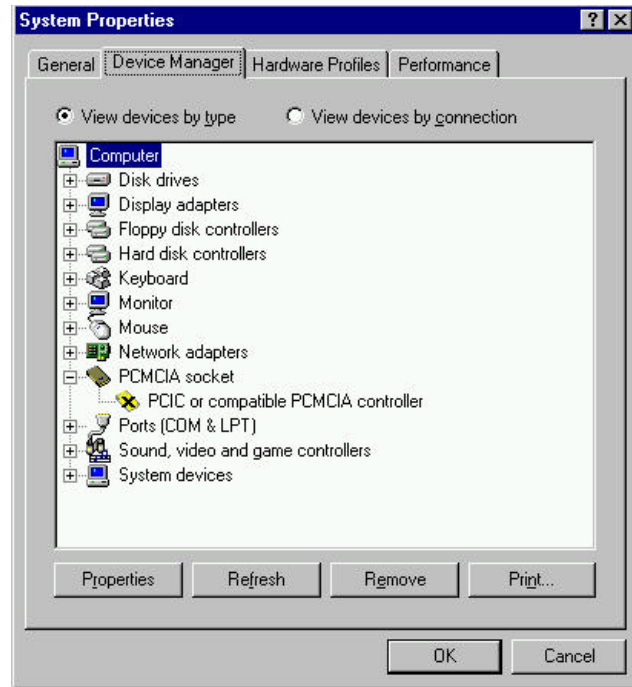 System Properties
General Device Manager Hardware Profiles Performance
View devices by type View devices by connection
Computer
Disk drives
Display adapters
Floppy disk controllers
Hard disk controllers
Keyboard
Monitor
Mouse
Network adapters
PCMCIA socket
PCIC or compatible PCMCIA controller
Ports (COM & LPT)
Sound, video and game controllers
System devices
Properties Refresh Remove Print...
OK Cancel